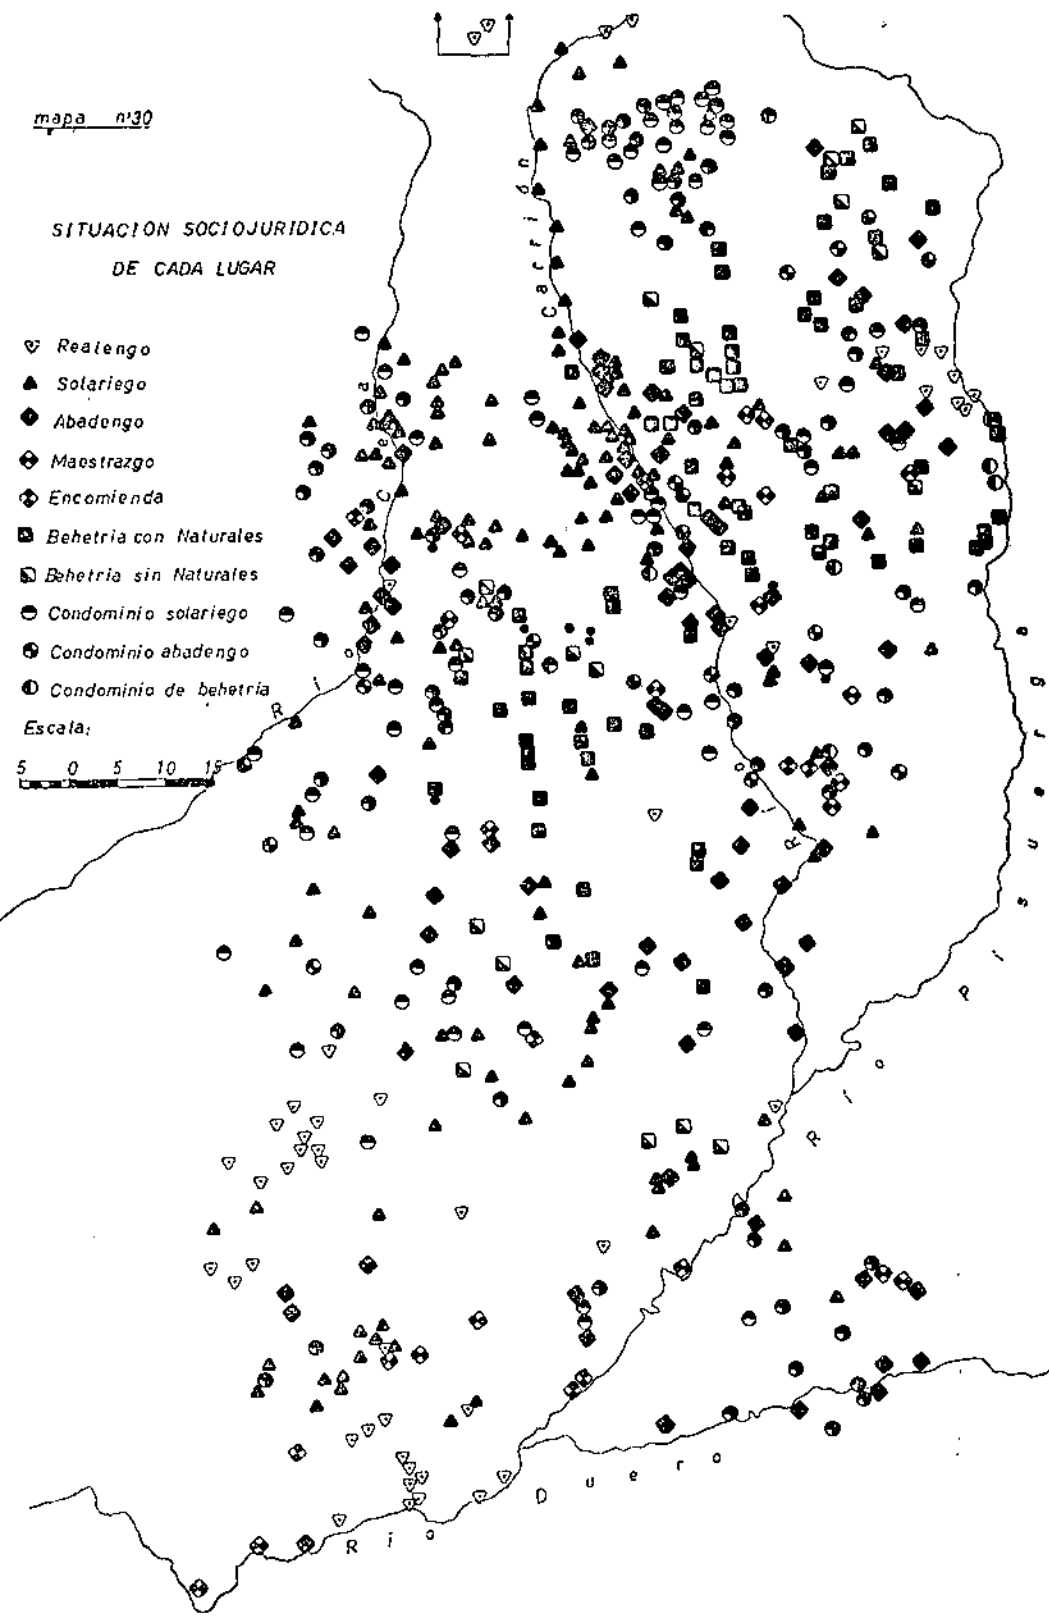 mapa nº30
SITUACION SOCIOJURIDICA
DE CADA LUGAR
Realengo
Solariego
Abadengo
Maestrazgo
Encomienda
Behetria con Naturales
Behetria sin Naturales
Condominio solariego
Condominio abadengo
Condominio de behetria
Escala:
5 0 5 10 15
Rio Cea
Rio Carrión
Rio Pisuerga
Rio Duero